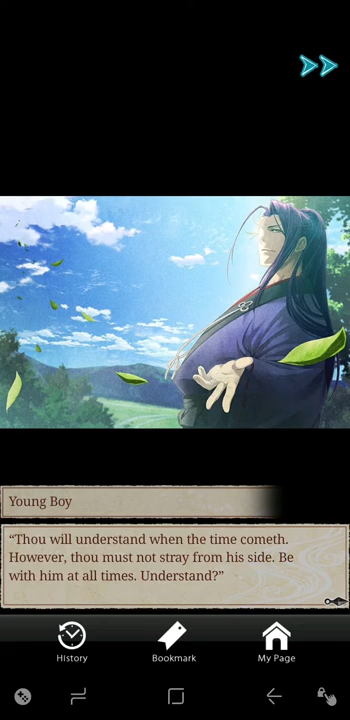 Young Boy
“Thou will understand when the time cometh.
However, thou must not stray from his side. Be
with him at all times. Understand?”
History
Bookmark
My Page